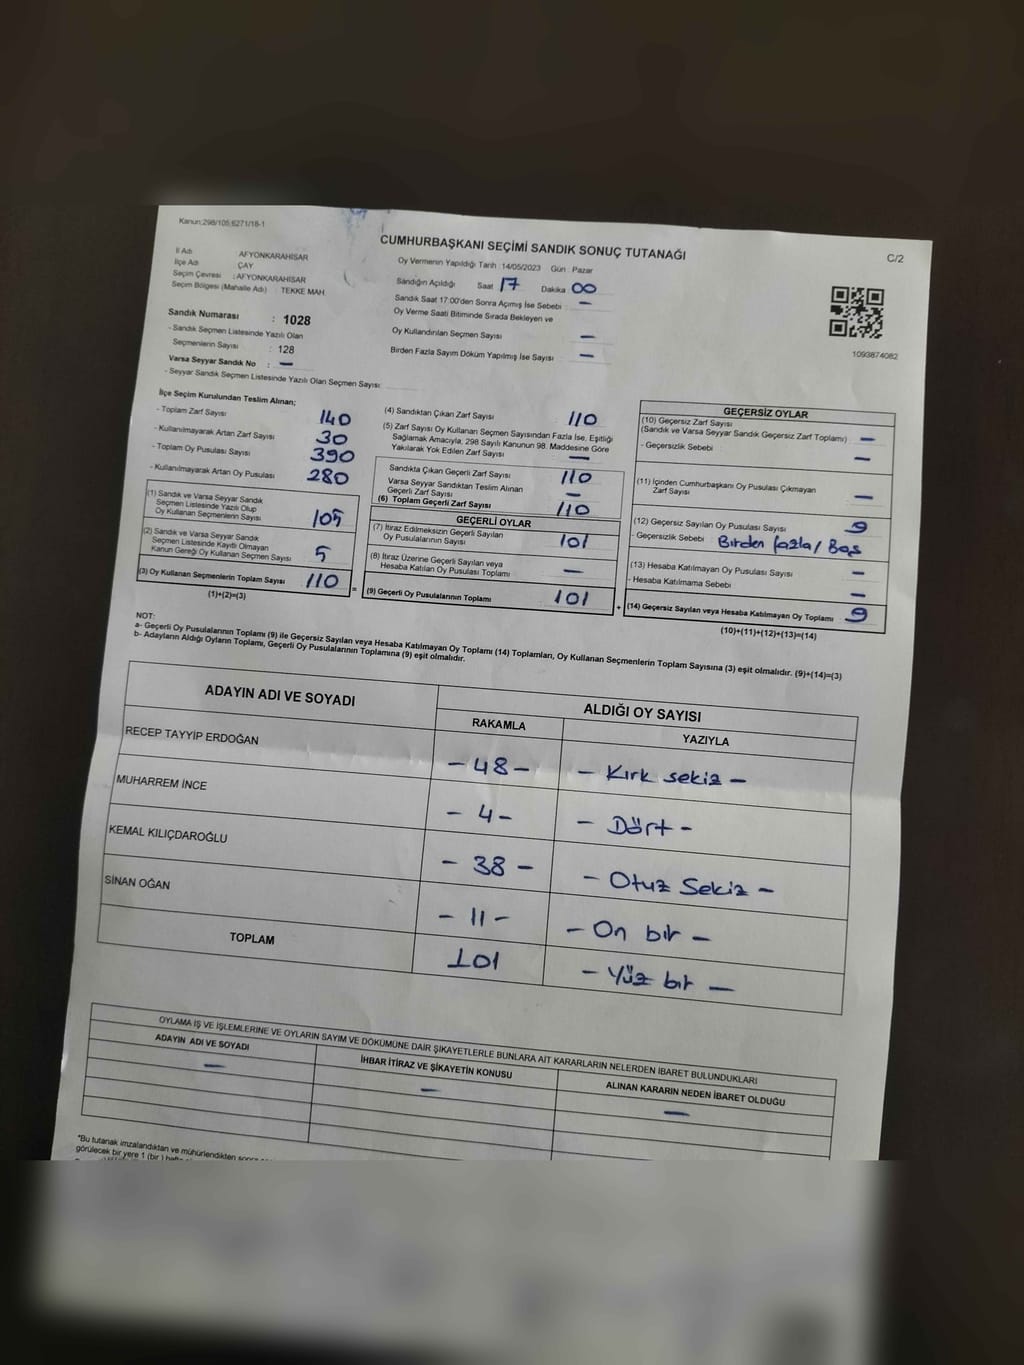 Kanun:298/105,6271/18-1
CUMHURBAŞKANI SEÇİMİ SANDIK SONUÇ TUTANAĞI
C/2
İl Adı AFYONKARAHİSAR
İlçe Adı ÇAY
Seçim Çevresi : AFYONKARAHİSAR
Seçim Bölgesi (Mahalle Adı) : TEKKE MAH.
Oy Vermenin Yapıldığı Tarih :14/05/2023 Gün : Pazar
Sandığın Açıldığı Saat 17 Dakika 00
Sandık Saat 17:00'den Sonra Açımış İse Sebebi —
Oy Verme Saati Bitiminde Sırada Bekleyen ve
Oy Kullandırılan Seçmen Sayısı —
Birden Fazla Sayım Döküm Yapılmış İse Sayısı —
1093874082
Sandık Numarası : 1028
- Sandık Seçmen Listesinde Yazılı Olan
Seçmenlerin Sayısı : 128
Varsa Seyyar Sandık No : —
- Seyyar Sandık Seçmen Listesinde Yazılı Olan Seçmen Sayısı:
İlçe Seçim Kurulundan Teslim Alınan;
- Toplam Zarf Sayısı 140
- Kullanılmayarak Artan Zarf Sayısı 30
- Toplam Oy Pusulası Sayısı 390
- Kullanılmayarak Artan Oy Pusulası 280
(1) Sandık ve Varsa Seyyar Sandık
Seçmen Listesinde Yazılı Olup
Oy Kullanan Seçmenlerin Sayısı 105
(2) Sandık ve Varsa Seyyar Sandık
Seçmen Listesinde Kayıtlı Olmayan
Kanun Gereği Oy Kullanan Seçmen Sayısı 5
(3) Oy Kullanan Seçmenlerin Toplam Sayısı 110
(1)+(2)=(3)
=
(4) Sandıktan Çıkan Zarf Sayısı 110
(5) Zarf Sayısı Oy Kullanan Seçmen Sayısından Fazla İse, Eşitliği
Sağlamak Amacıyla, 298 Sayılı Kanunun 98. Maddesine Göre
Yakılarak Yok Edilen Zarf Sayısı —
Sandıkta Çıkan Geçerli Zarf Sayısı 110
Varsa Seyyar Sandıktan Teslim Alınan
Geçerli Zarf Sayısı —
(6) Toplam Geçerli Zarf Sayısı 110
GEÇERLİ OYLAR
(7) İtiraz Edilmeksizin Geçerli Sayılan
Oy Pusulalarının Sayısı 101
(8) İtiraz Üzerine Geçerli Sayılan veya
Hesaba Katılan Oy Pusulası Toplamı —
(9) Geçerli Oy Pusulalarının Toplamı 101
+
GEÇERSİZ OYLAR
(10) Geçersiz Zarf Sayısı
(Sandık ve Varsa Seyyar Sandık Geçersiz Zarf Toplamı) —
- Geçersizlik Sebebi —
(11) İçinden Cumhurbaşkanı Oy Pusulası Çıkmayan
Zarf Sayısı —
(12) Geçersiz Sayılan Oy Pusulası Sayısı 9
- Geçersizlik Sebebi Birden fazla / Boş
(13) Hesaba Katılmayan Oy Pusulası Sayısı —
- Hesaba Katılmama Sebebi —
(14) Geçersiz Sayılan veya Hesaba Katılmayan Oy Toplamı 9
(10)+(11)+(12)+(13)=(14)
NOT:
a- Geçerli Oy Pusulalarının Toplamı (9) ile Geçersiz Sayılan veya Hesaba Katılmayan Oy Toplamı (14) Toplamları, Oy Kullanan Seçmenlerin Toplam Sayısına (3) eşit olmalıdır. (9)+(14)=(3)
b- Adayların Aldığı Oyların Toplamı, Geçerli Oy Pusulalarının Toplamına (9) eşit olmalıdır.
ADAYIN ADI VE SOYADI ALDIĞI OY SAYISI
RAKAMLA YAZIYLA
RECEP TAYYİP ERDOĞAN - 48 - - Kırk sekiz -
MUHARREM İNCE - 4 - - Dört -
KEMAL KILIÇDAROĞLU - 38 - - Otuz Sekiz -
SİNAN OĞAN - 11 - - On bir -
TOPLAM 101 - Yüz bir -
OYLAMA İŞ VE İŞLEMLERİNE VE OYLARIN SAYIM VE DÖKÜMÜNE DAİR ŞİKAYETLERLE BUNLARA AİT KARARLARIN NELERDEN İBARET BULUNDUKLARI
ADAYIN ADI VE SOYADI İHBAR İTİRAZ VE ŞİKAYETİN KONUSU ALINAN KARARIN NEDEN İBARET OLDUĞU
— — —
*Bu tutanak imzalandıktan ve mühürlendikten sonra
görülecek bir yere 1 (bir) hafta